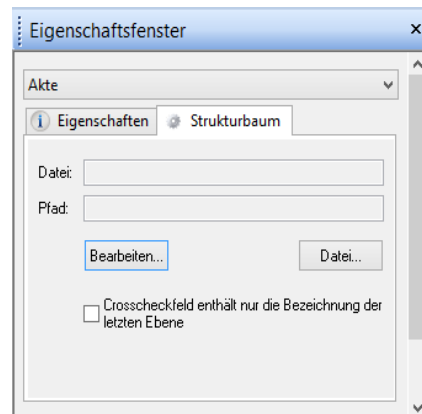 Eigenschaftsfenster
Akte
Eigenschaften Strukturbaum
Datei:
Pfad:
Bearbeiten... Datei...
Crosscheckfeld enthält nur die Bezeichnung der
letzten Ebene